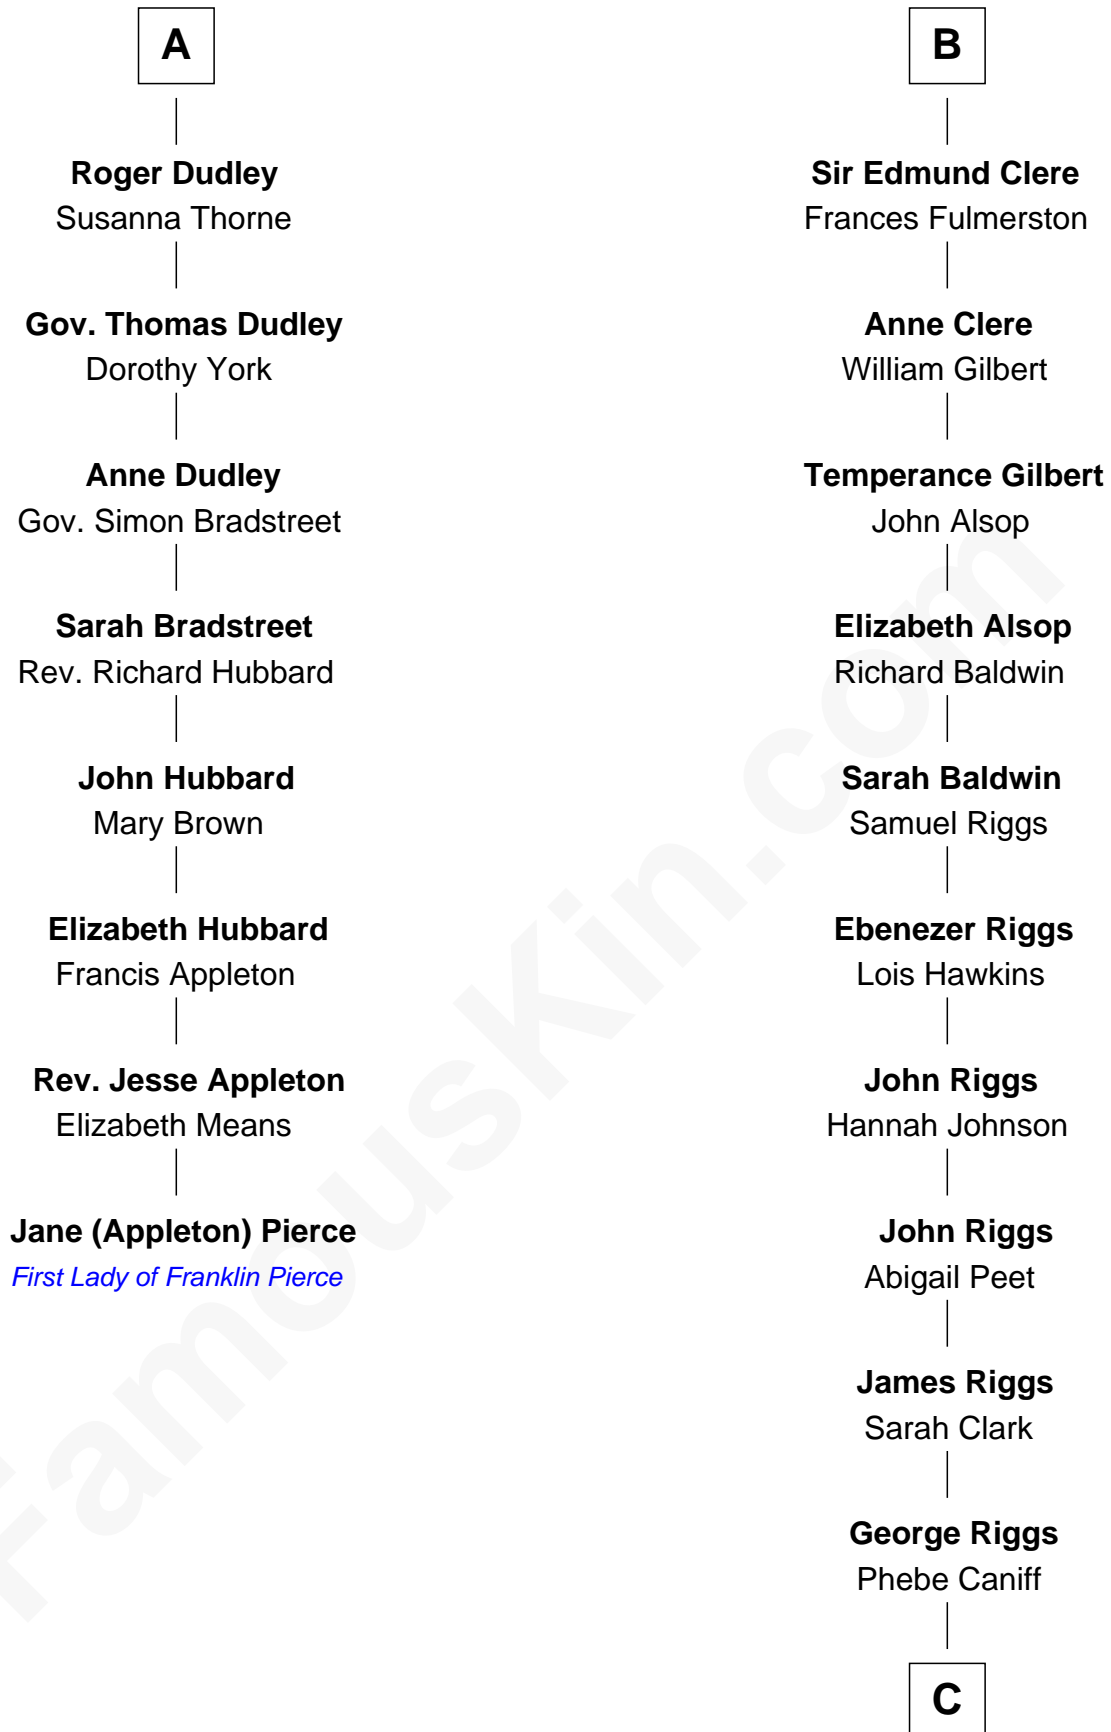 A
Roger Dudley
Susanna Thorne
Gov. Thomas Dudley
Dorothy York
Anne Dudley
Gov. Simon Bradstreet
Sarah Bradstreet
Rev. Richard Hubbard
John Hubbard
Mary Brown
Elizabeth Hubbard
Francis Appleton
Rev. Jesse Appleton
Elizabeth Means
Jane (Appleton) Pierce
First Lady of Franklin Pierce
B
Sir Edmund Clere
Frances Fulmerston
Anne Clere
William Gilbert
Temperance Gilbert
John Alsop
Elizabeth Alsop
Richard Baldwin
Sarah Baldwin
Samuel Riggs
Ebenezer Riggs
Lois Hawkins
John Riggs
Hannah Johnson
John Riggs
Abigail Peet
James Riggs
Sarah Clark
George Riggs
Phebe Caniff
C
FamousKin.com